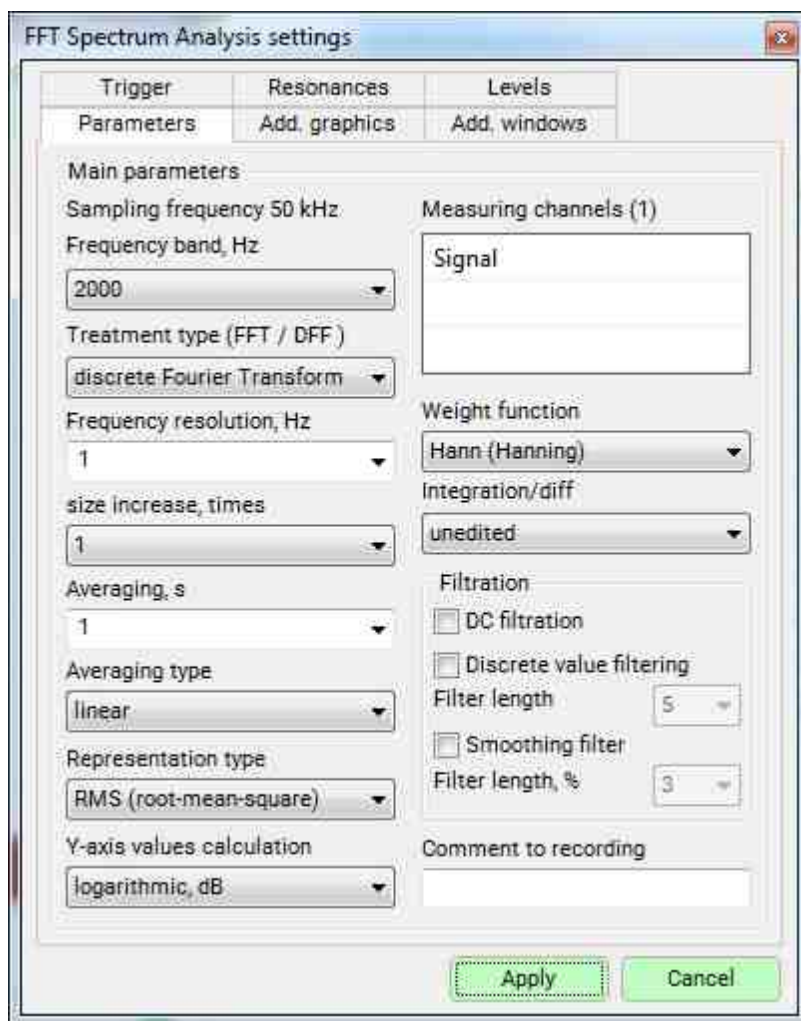 FFT Spectrum Analysis settings
Trigger Resonances Levels
Parameters Add. graphics Add. windows
Main parameters
Sampling frequency 50 kHz
Frequency band, Hz
2000
Treatment type (FFT / DFF )
discrete Fourier Transform
Frequency resolution, Hz
1
size increase, times
1
Averaging, s
1
Averaging type
linear
Representation type
RMS (root-mean-square)
Y-axis values calculation
logarithmic, dB
Measuring channels (1)
Signal
Weight function
Hann (Hanning)
Integration/diff
unedited
Filtration
DC filtration
Discrete value filtering
Filter length 5
Smoothing filter
Filter length, % 3
Comment to recording
Apply Cancel